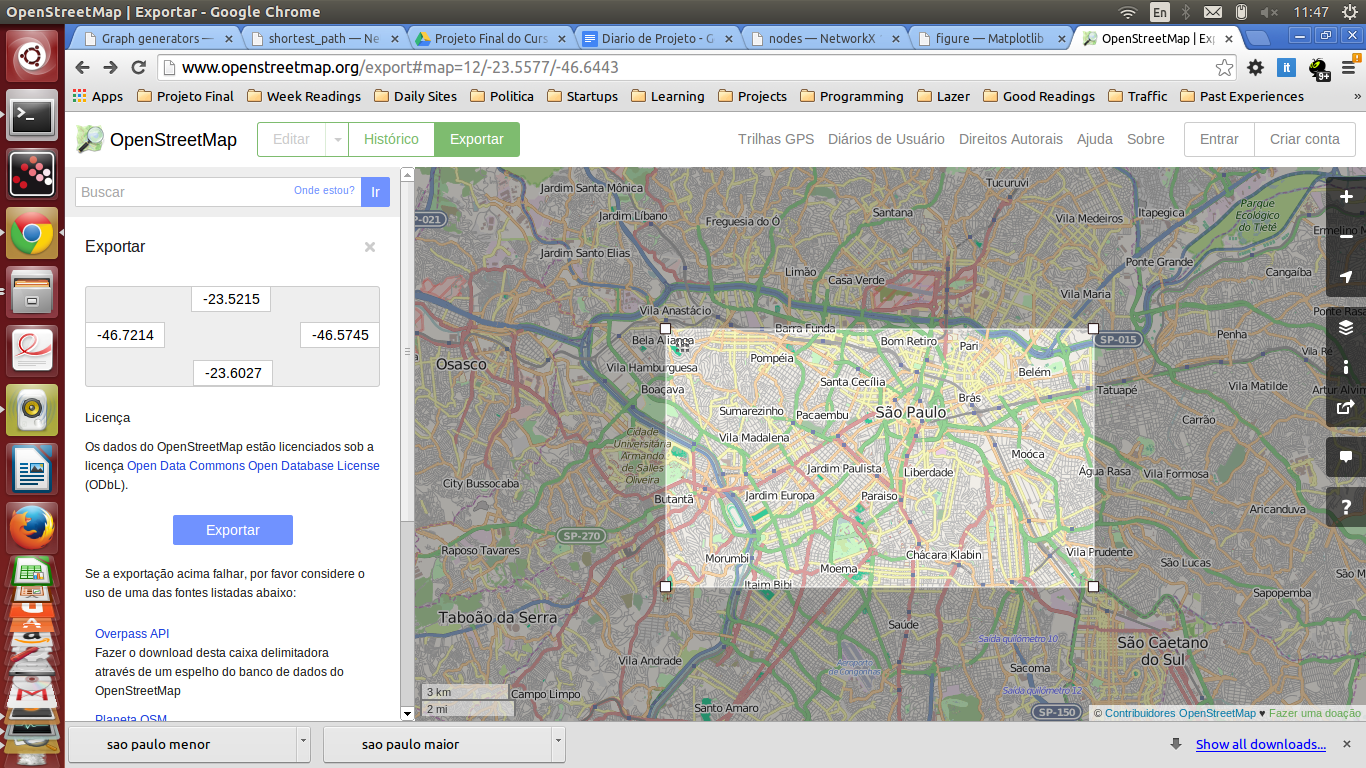 OpenStreetMap | Exportar - Google Chrome
En
11:47
Graph generators —
shortest_path — Ne
Projeto Final do Curs
Diario de Projeto - G
nodes — NetworkX
figure — Matplotlib
OpenStreetMap | Exp
www.openstreetmap.org/export#map=12/-23.5577/-46.6443
it
9+
Apps
Projeto Final
Week Readings
Daily Sites
Politica
Startups
Learning
Projects
Programming
Lazer
Good Readings
Traffic
Past Experiences
»
OpenStreetMap
Editar
Histórico
Exportar
Trilhas GPS
Diários de Usuário
Direitos Autorais
Ajuda
Sobre
Entrar
Criar conta
Buscar
Onde estou?
Ir
Exportar
-23.5215
-46.7214
-46.5745
-23.6027
Licença
Os dados do OpenStreetMap estão licenciados sob a
licença Open Data Commons Open Database License
(ODbL).
Exportar
Se a exportação acima falhar, por favor considere o
uso de uma das fontes listadas abaixo:
Overpass API
Fazer o download desta caixa delimitadora
através de um espelho do banco de dados do
OpenStreetMap
Planeta OSM
Jardim Santa Mônica
Tucuruvi
Jardim Líbano
Freguesia do Ó
Santana
Vila Medeiros
Itapegica
Parque
Ecológico
do Tietê
Ermelino M
P-021
Jardim Santo Elias
Limão
Casa Verde
Ponte Grande
Cangaíba
Vila Anastácio
Vila Maria
Ponte Rasa
Barra Funda
Bela Aliança
Bom Retiro
Pari
SP-015
Penha
Osasco
Vila Hamburguesa
Pompéia
Belém
Vila Ré
Boaçava
Santa Cecília
Brás
Tatuapé
Vila Matilde
Artur Alvim
Sumarezinho
Pacaembu
São Paulo
Carrão
Cidade
Universitária
Armando
de Salles
Oliveira
Vila Madalena
Jardim Paulista
Liberdade
Moóca
Água Rasa
Vila Formosa
City Bussocaba
Butantã
Jardim Europa
Paraiso
Aricanduva
SP-270
Raposo Tavares
Morumbi
Moema
Chácara Klabin
Vila Prudente
São Lucas
São M
Itaim Bibi
Sapopemba
Taboão da Serra
Saúde
Saída quilômetro 10
São Caetano
do Sul
Vila Andrade
Aeroporto
de Congonhas
Sacoma
Saída quilômetro 12
Campo Limpo
Santo Amaro
SP-150
3 km
2 mi
© Contribuidores OpenStreetMap ♥ Fazer uma doação
sao paulo menor
sao paulo maior
Show all downloads...